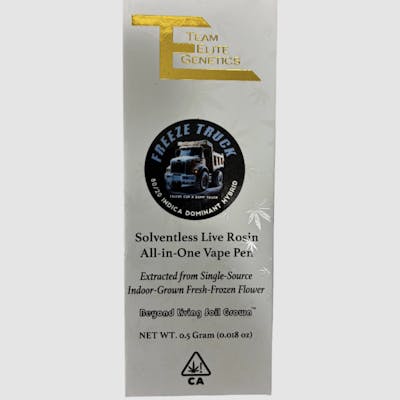 TEAM
ELITE
GENETICS
FREEZE TRUCK
80/20 INDICA DOMINANT HYBRID
Solventless Live Rosin
All-in-One Vape Pen
Extracted from Single-Source
Indoor-Grown Fresh-Frozen Flower
Beyond Living Soil Grown™
NET WT. 0.5 Gram (0.018 oz)
CA